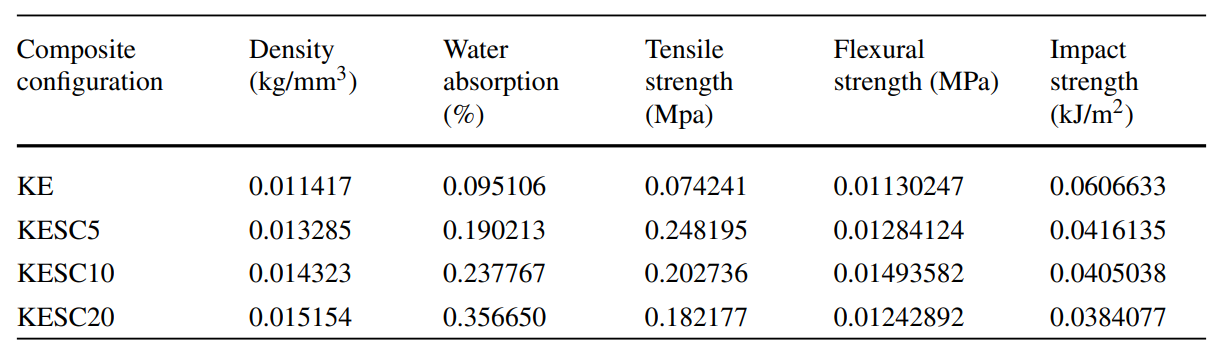 Composite configuration Density (kg/mm³) Water absorption (%) Tensile strength (Mpa) Flexural strength (MPa) Impact strength (kJ/m²)
KE 0.011417 0.095106 0.074241 0.01130247 0.0606633
KESC5 0.013285 0.190213 0.248195 0.01284124 0.0416135
KESC10 0.014323 0.237767 0.202736 0.01493582 0.0405038
KESC20 0.015154 0.356650 0.182177 0.01242892 0.0384077